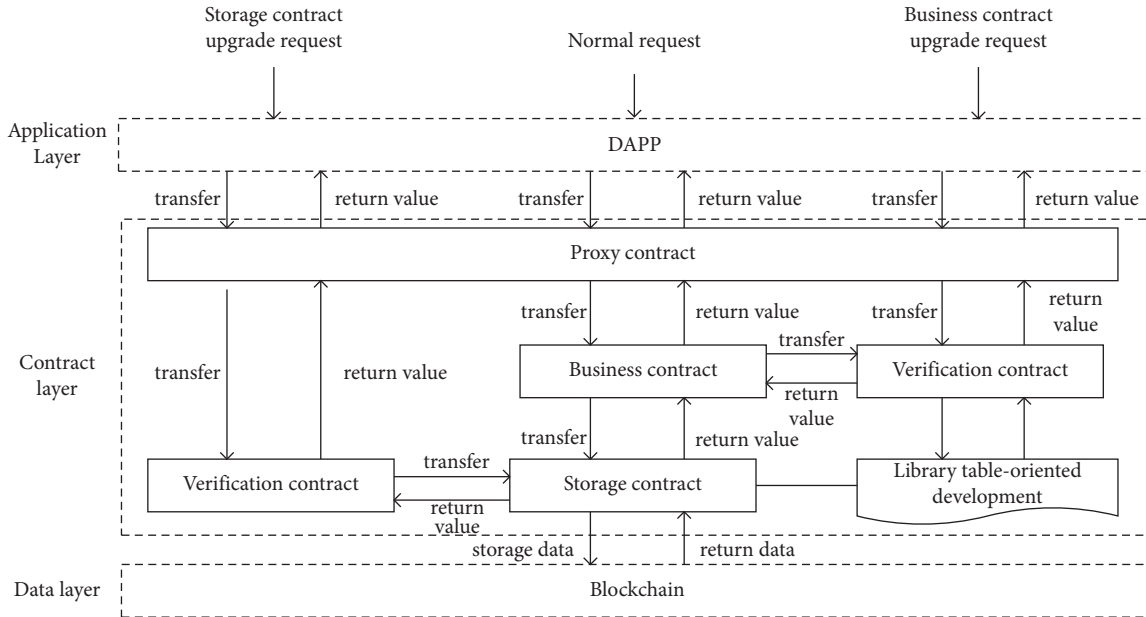 Storage contract
upgrade request
Normal request
Business contract
upgrade request
Application
Layer
DAPP
transfer
return value
transfer
return value
transfer
return value
Proxy contract
Contract
layer
transfer
return value
transfer
return value
transfer
return
value
Business contract
transfer
return
value
Verification contract
transfer
return value
Verification contract
transfer
return
value
Storage contract
Library table-oriented
development
storage data
return data
Data layer
Blockchain